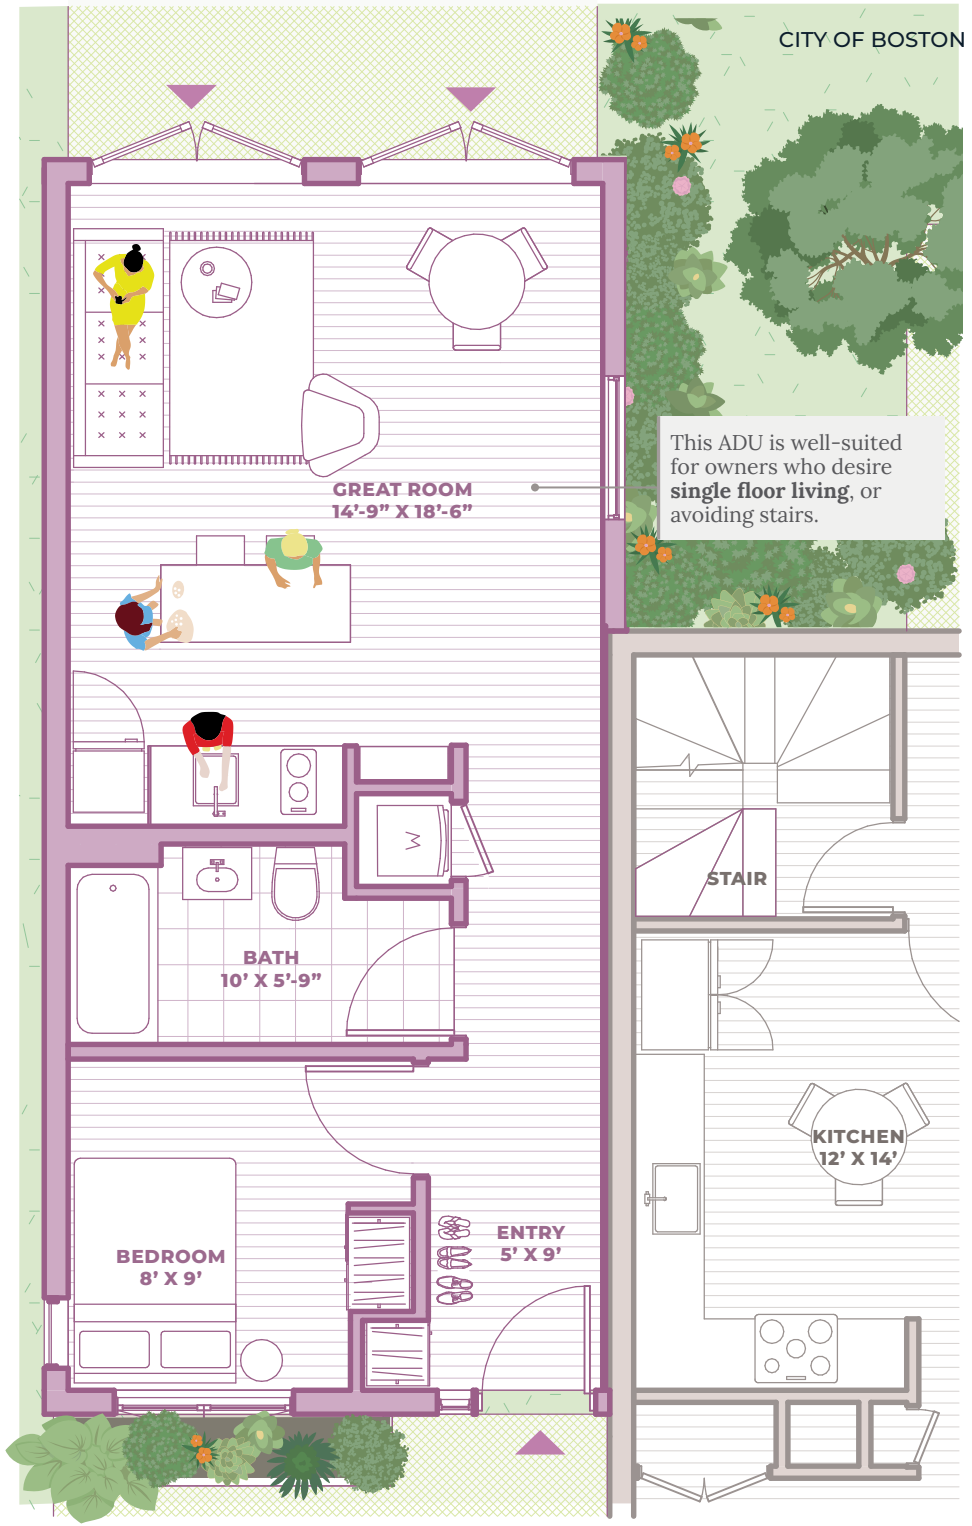 CITY OF BOSTON
This ADU is well-suited
for owners who desire
single floor living, or
avoiding stairs.
GREAT ROOM
14’-9” X 18’-6”
W
STAIR
BATH
10’ X 5’-9”
KITCHEN
12’ X 14’
ENTRY
5’ X 9’
BEDROOM
8’ X 9’